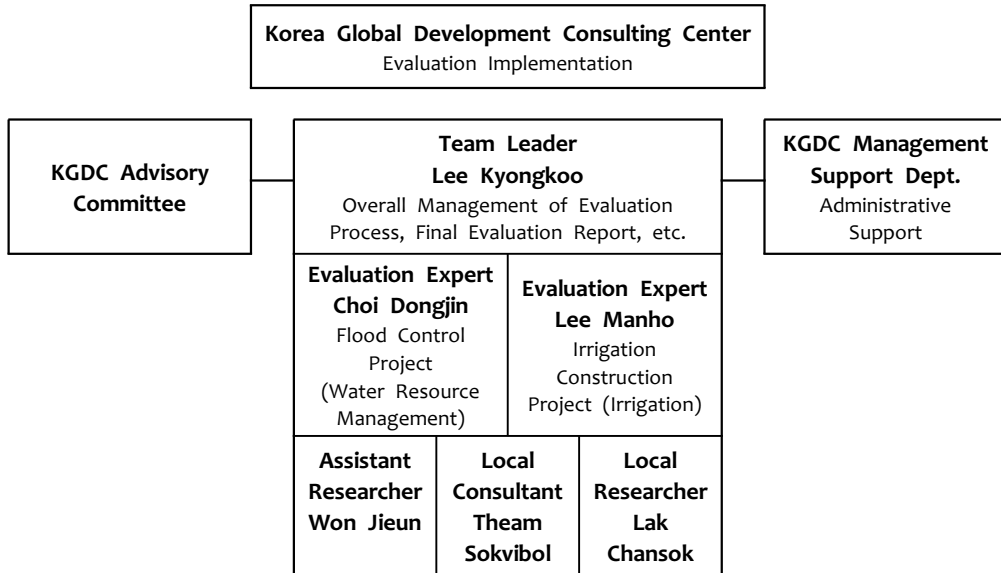 Korea Global Development Consulting Center
Evaluation Implementation
KGDC Advisory
Committee
Team Leader
Lee Kyongkoo
Overall Management of Evaluation
Process, Final Evaluation Report, etc.
KGDC Management
Support Dept.
Administrative
Support
Evaluation Expert
Choi Dongjin
Flood Control
Project
(Water Resource
Management)
Evaluation Expert
Lee Manho
Irrigation
Construction
Project (Irrigation)
Assistant
Researcher
Won Jieun
Local
Consultant
Theam
Sokvibol
Local
Researcher
Lak
Chansok